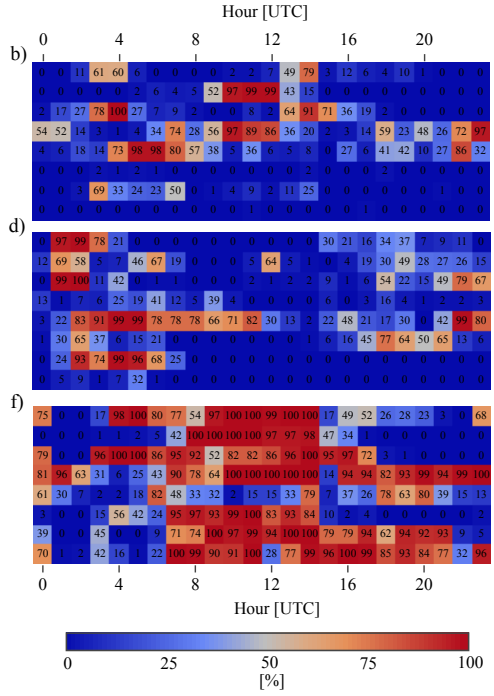 Hour [UTC]
0 4 8 12 16 20
b)
0 0 11 61 60 6 0 0 0 0 2 2 7 49 79 3 12 6 4 10 1 0 0 0
0 0 0 0 0 2 6 4 5 52 97 99 99 43 15 0 0 0 0 0 0 0 0 0
2 17 27 78 100 27 7 9 2 0 0 8 2 64 91 71 36 19 2 0 0 0 0 0
54 52 14 3 1 4 34 74 28 56 97 89 86 36 20 2 3 14 59 23 48 26 72 97
4 6 18 14 73 98 98 80 57 38 5 36 6 5 8 0 27 6 41 42 10 27 86 32
0 0 0 2 1 2 1 0 0 0 0 0 0 1 2 1 0 0 0 0 0 0 0 0
0 0 3 69 33 24 23 50 0 1 4 9 2 11 25 0 0 0 0 0 0 0 0 0
0 0 0 0 0 0 0 0 0 0 0 1 0 0 0 0 0 0 0 0 0 0 0 0
d)
0 97 99 78 21 0 0 0 0 0 0 0 0 0 0 30 21 16 34 37 7 9 11 0
12 69 58 5 7 46 67 19 0 0 0 5 64 5 1 0 2 19 30 49 28 27 26 15
0 99 100 11 42 0 1 0 0 0 2 1 2 2 9 1 1 9 54 22 15 49 79 67
13 1 7 6 25 19 41 12 5 39 4 0 0 0 0 0 6 3 16 4 1 2 2 3
3 22 83 91 99 99 78 78 78 66 71 82 30 13 2 22 48 21 17 30 0 42 99 80
1 30 65 37 6 15 21 0 0 0 0 0 0 0 1 6 16 45 77 64 50 65 13 6
0 24 93 74 99 96 68 25 0 0 0 0 0 0 0 0 0 0 0 0 0 0 0 0
0 5 9 1 7 32 1 0 0 0 0 0 0 0 0 0 0 0 0 0 0 0 0 0
f)
75 0 0 17 98 100 80 77 54 97 100 100 99 100 100 17 49 52 26 28 23 3 0 68
0 0 0 1 1 2 5 42 100 100 100 100 97 97 98 47 34 1 0 0 0 0 0 0
79 0 0 96 100 100 86 95 92 52 82 82 86 96 100 95 97 72 3 1 0 0 0 0
81 96 63 31 6 25 43 90 78 64 100 100 100 100 100 14 94 94 82 93 99 94 99 100
61 30 7 2 2 18 82 48 33 32 2 15 15 33 79 7 37 26 78 63 80 39 15 13
3 0 0 15 56 42 24 95 97 93 99 100 83 93 84 10 2 4 0 0 0 0 0 2
39 0 0 45 0 0 2 71 74 100 100 100 94 100 100 79 79 94 62 94 92 93 9 5
70 1 2 42 16 1 22 100 99 90 91 100 28 77 99 96 100 99 85 93 84 77 32 96
0 4 8 12 16 20
Hour [UTC]
0 25 50 75 100
[%]